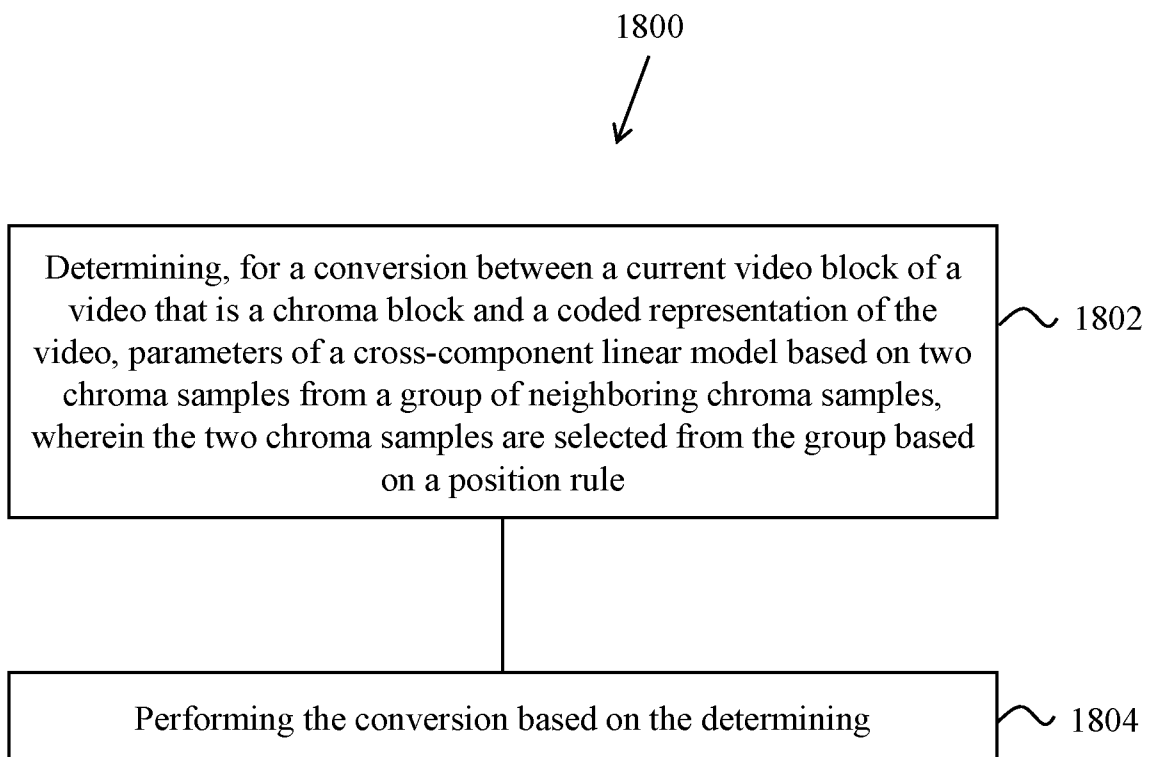 1800
Determining, for a conversion between a current video block of a
video that is a chroma block and a coded representation of the
video, parameters of a cross-component linear model based on two
chroma samples from a group of neighboring chroma samples,
wherein the two chroma samples are selected from the group based
on a position rule
1802
Performing the conversion based on the determining
1804